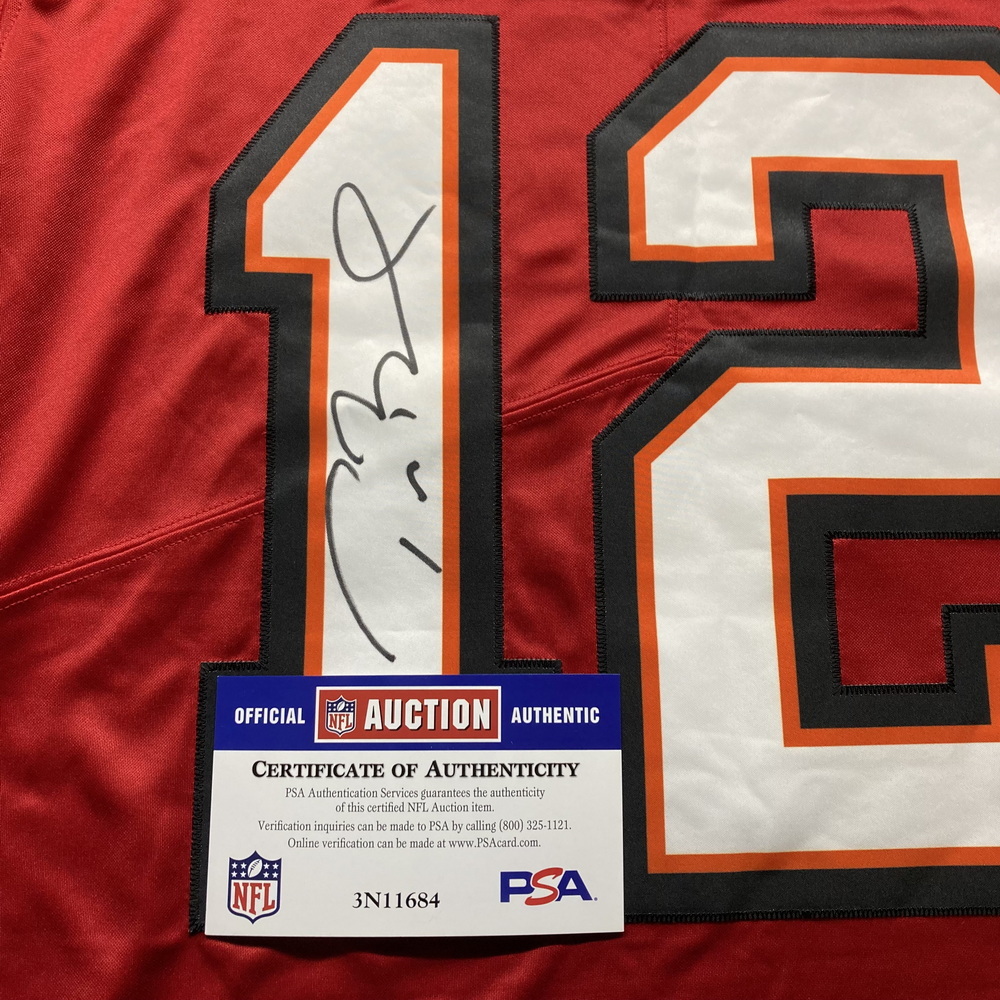 12
OFFICIAL NFL AUCTION AUTHENTIC
CERTIFICATE OF AUTHENTICITY
PSA Authentication Services guarantees the authenticity
of this certified NFL Auction item.
Verification inquiries can be made to PSA by calling (800) 325-1121.
Online verification can be made at www.PSAcard.com.
NFL 3N11684 PSA